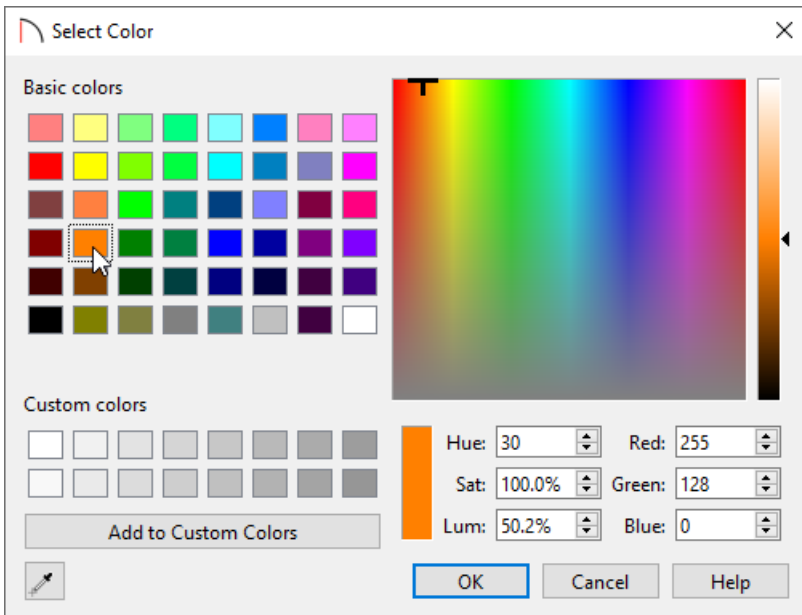 Select Color
Basic colors
Custom colors
Add to Custom Colors
Hue: 30 Red: 255
Sat: 100.0% Green: 128
Lum: 50.2% Blue: 0
OK Cancel Help